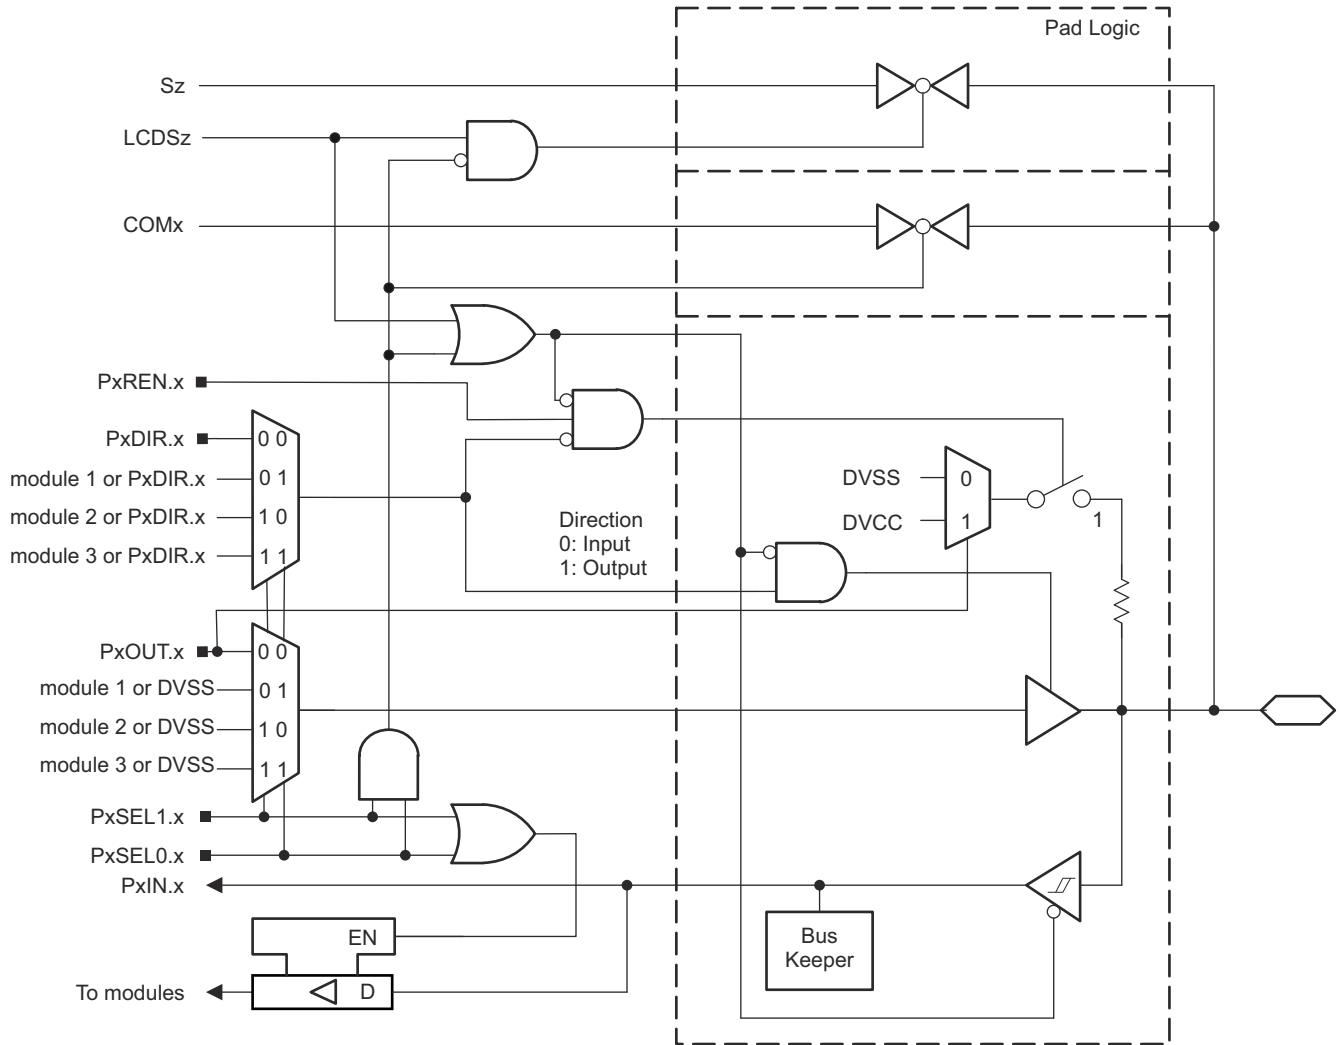 Pad Logic
Sz
LCDSz
COMx
PxREN.x
PxDIR.x
0 0
module 1 or PxDIR.x
0 1
module 2 or PxDIR.x
1 0
module 3 or PxDIR.x
1 1
Direction
0: Input
1: Output
DVSS
0
DVCC
1
1
PxOUT.x
0 0
module 1 or DVSS
0 1
module 2 or DVSS
1 0
module 3 or DVSS
1 1
PxSEL1.x
PxSEL0.x
PxIN.x
EN
D
To modules
Bus
Keeper